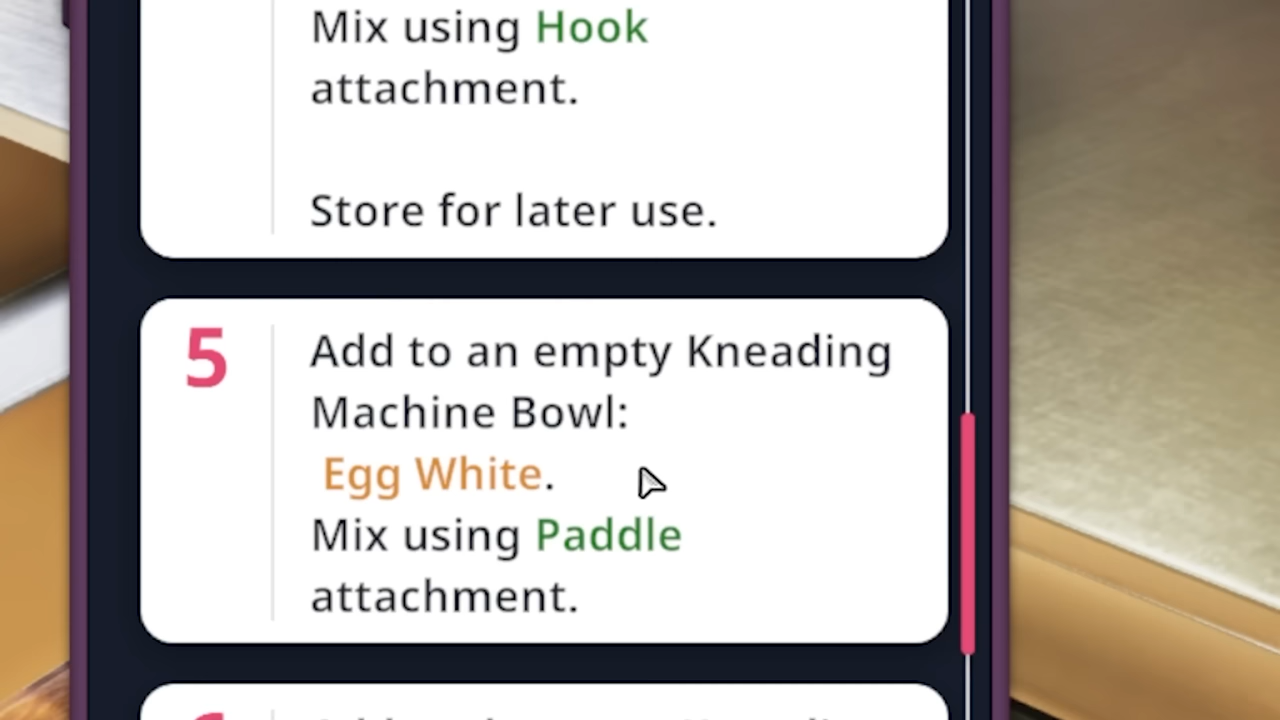 Mix using Hook
attachment.
Store for later use.
5
Add to an empty Kneading
Machine Bowl:
Egg White.
Mix using Paddle
attachment.